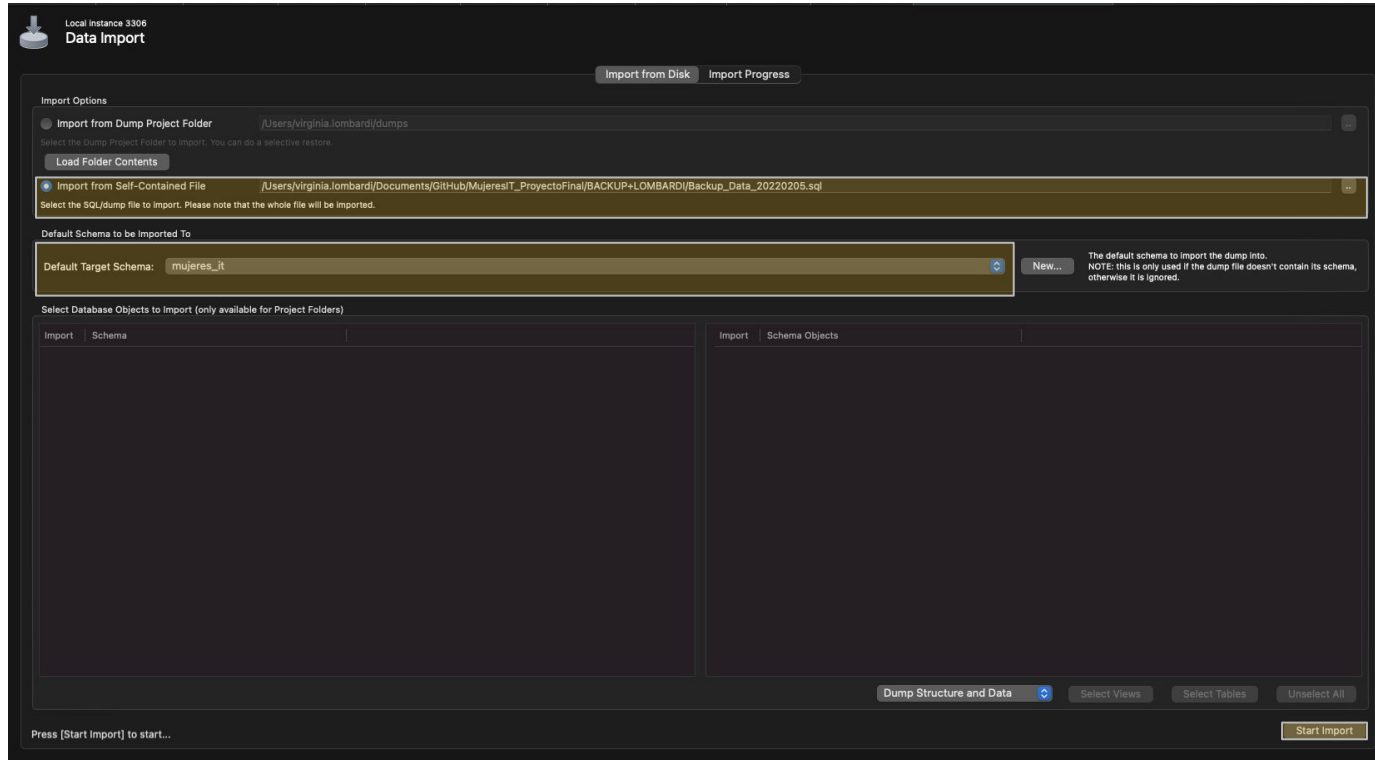 Local instance 3306
Data Import
Import from Disk Import Progress
Import Options
Import from Dump Project Folder /Users/virginia.lombardi/dumps ..
Select the Dump Project Folder to import. You can do a selective restore.
Load Folder Contents
Import from Self-Contained File /Users/virginia.lombardi/Documents/GitHub/MujeresIT_ProyectoFinal/BACKUP+LOMBARDI/Backup_Data_20220205.sql ..
Select the SQL/dump file to import. Please note that the whole file will be imported.
Default Schema to be Imported To
Default Target Schema: mujeres_it New...
The default schema to import the dump into.
NOTE: this is only used if the dump file doesn't contain its schema,
otherwise it is ignored.
Select Database Objects to Import (only available for Project Folders)
Import Schema Import Schema Objects
Dump Structure and Data Select Views Select Tables Unselect All
Press [Start Import] to start... Start Import